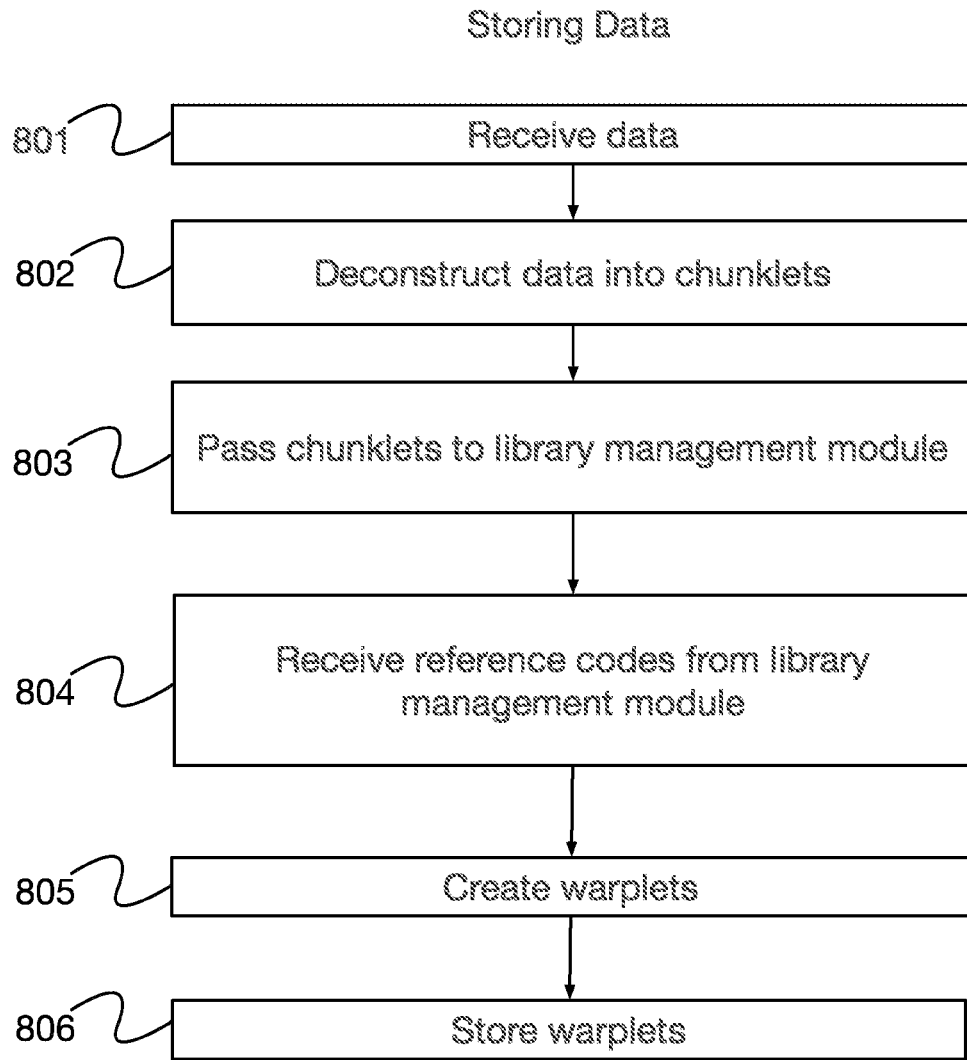 Storing Data
801
Receive data
802
Deconstruct data into chunklets
803
Pass chunklets to library management module
804
Receive reference codes from library
management module
805
Create warplets
806
Store warplets